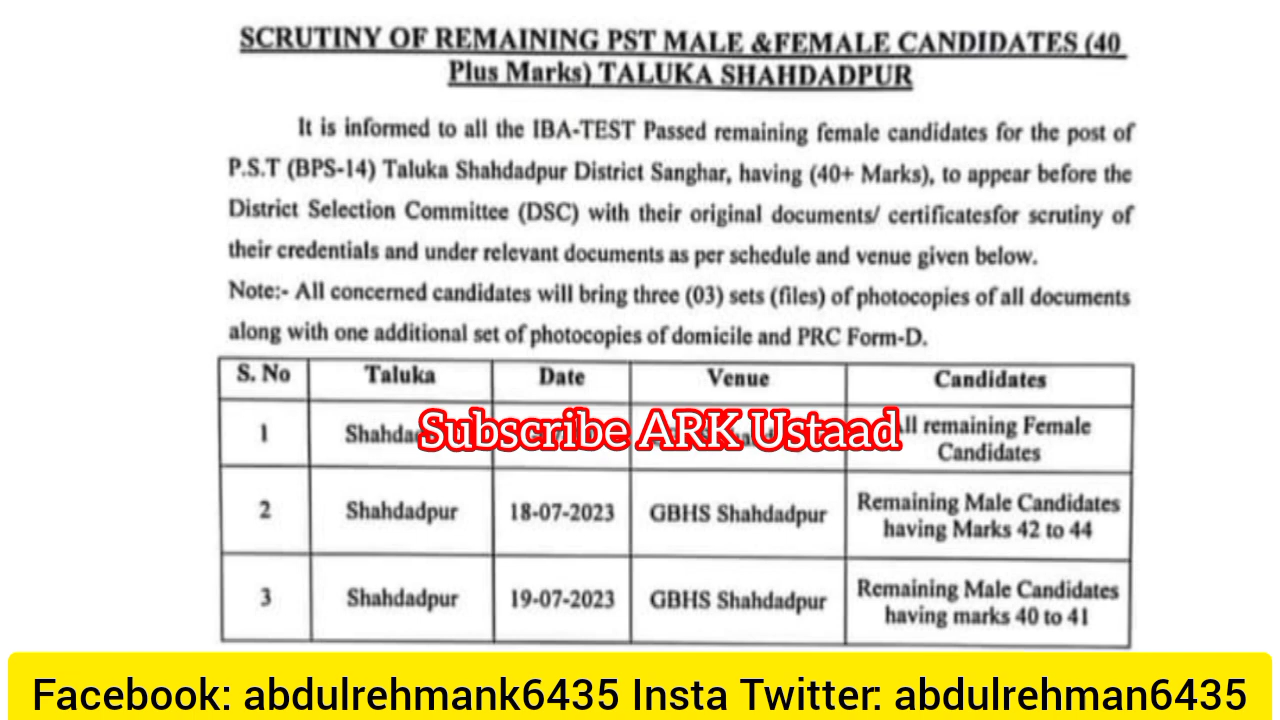 SCRUTINY OF REMAINING PST MALE &FEMALE CANDIDATES (40
Plus Marks) TALUKA SHAHDADPUR
It is informed to all the IBA-TEST Passed remaining female candidates for the post of
P.S.T (BPS-14) Taluka Shahdadpur District Sanghar, having (40+ Marks), to appear before the
District Selection Committee (DSC) with their original documents/ certificatesfor scrutiny of
their credentials and under relevant documents as per schedule and venue given below.
Note:- All concerned candidates will bring three (03) sets (files) of photocopies of all documents
along with one additional set of photocopies of domicile and PRC Form-D.
S. No Taluka Date Venue Candidates
1 All remaining Female
Candidates
Subscribe ARK Ustaad
2 Shahdadpur 18-07-2023 GBHS Shahdadpur Remaining Male Candidates
having Marks 42 to 44
3 Shahdadpur 19-07-2023 GBHS Shahdadpur Remaining Male Candidates
having marks 40 to 41
Facebook: abdulrehmank6435 Insta Twitter: abdulrehman6435